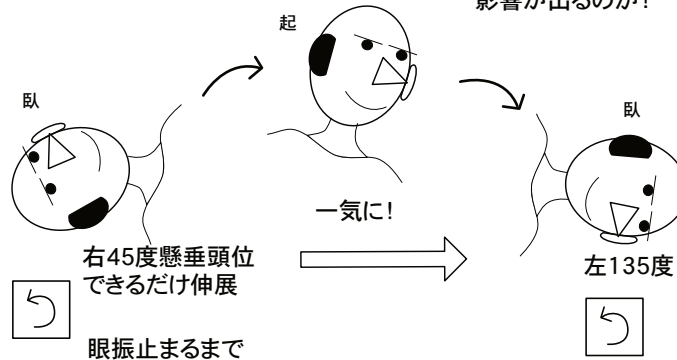 影響が出るのか!
起
臥
臥
一気に!
右45度懸垂頭位
できるだけ伸展
左135度
眼振止まるまで